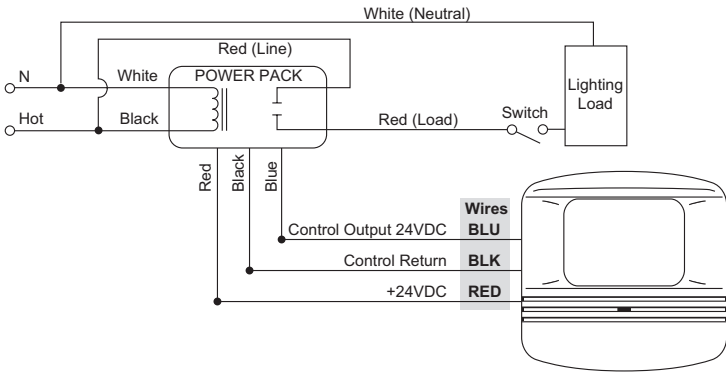 White (Neutral)
Red (Line)
N
White
POWER PACK
Lighting
Load
Hot
Black
Red (Load)
Switch
Red
Black
Blue
Wires
Control Output 24VDC BLU
Control Return BLK
+24VDC RED